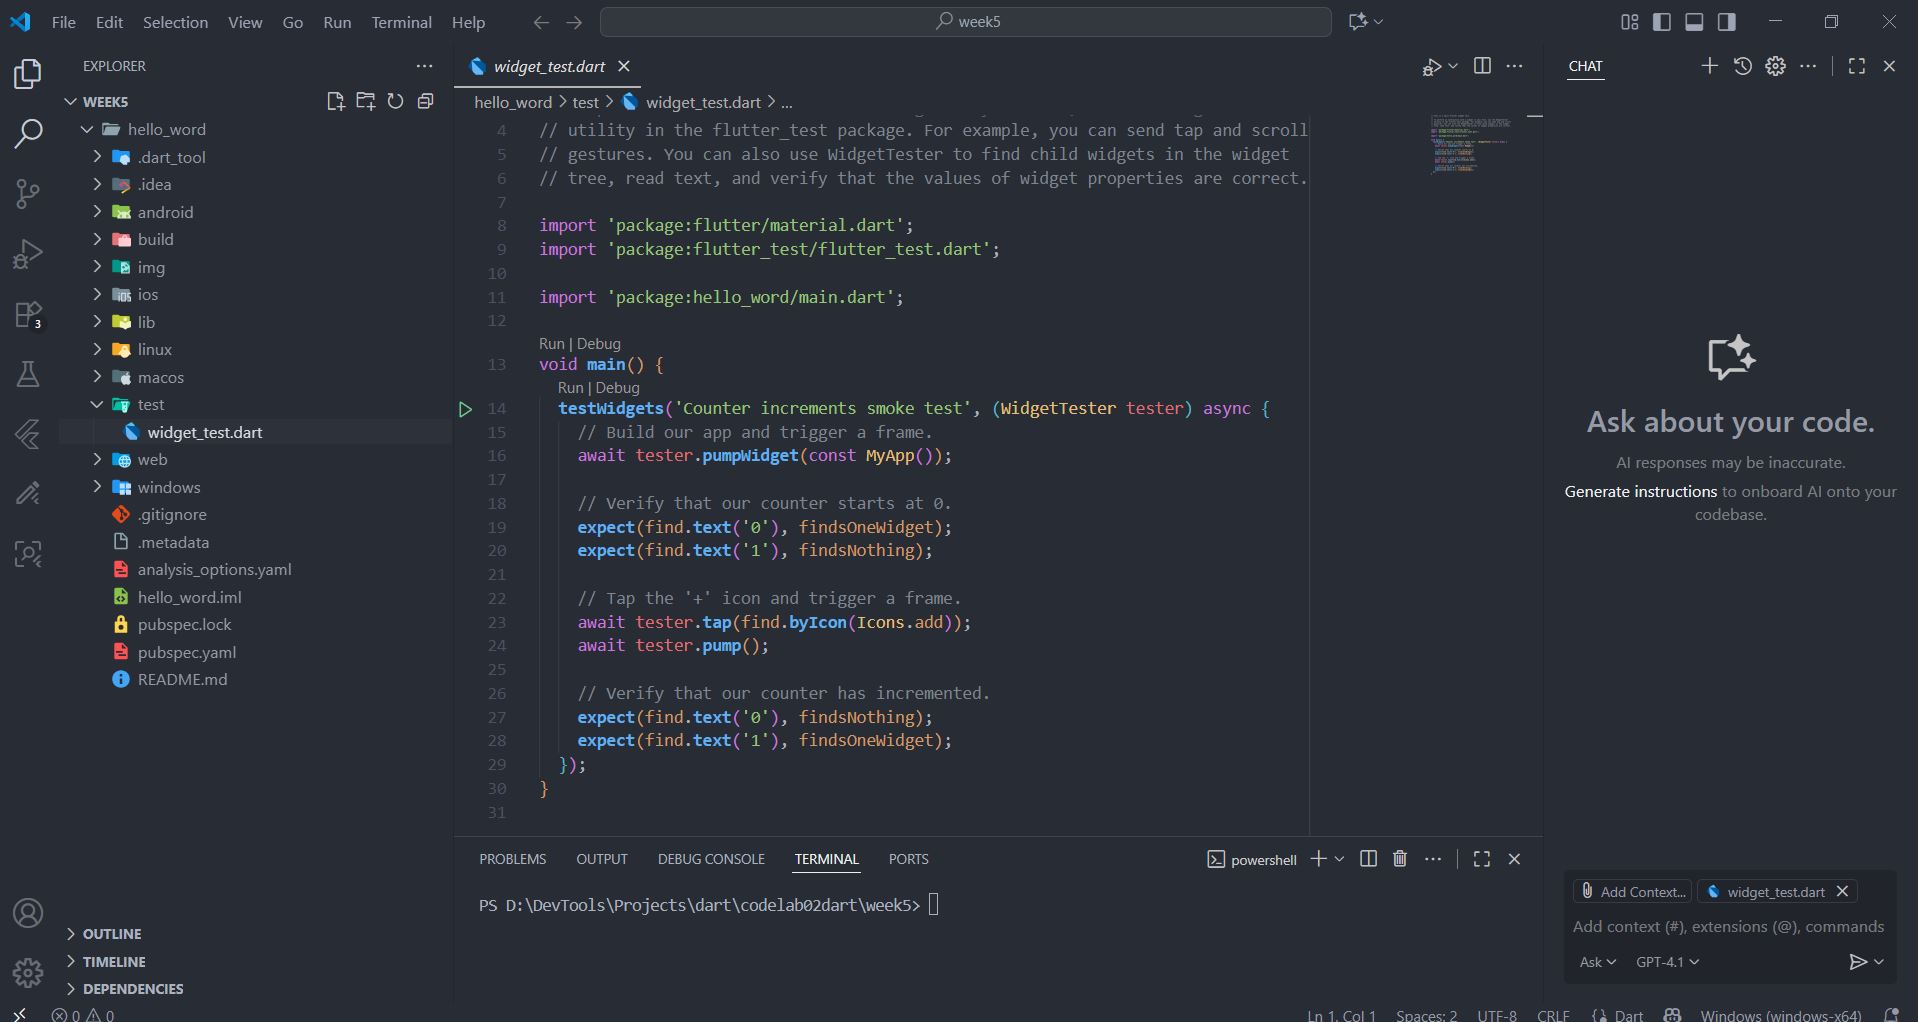 File Edit Selection View Go Run Terminal Help
week5
EXPLORER
WEEK5
hello_word
.dart_tool
.idea
android
build
img
ios
lib
linux
macos
test
widget_test.dart
web
windows
.gitignore
.metadata
analysis_options.yaml
hello_word.iml
pubspec.lock
pubspec.yaml
README.md
OUTLINE
TIMELINE
DEPENDENCIES
3
widget_test.dart
hello_word > test > widget_test.dart > ...
4 // utility in the flutter_test package. For example, you can send tap and scroll
5 // gestures. You can also use WidgetTester to find child widgets in the widget
6 // tree, read text, and verify that the values of widget properties are correct.
7
8 import 'package:flutter/material.dart';
9 import 'package:flutter_test/flutter_test.dart';
10
11 import 'package:hello_word/main.dart';
12
Run | Debug
13 void main() {
Run | Debug
14 testWidgets('Counter increments smoke test', (WidgetTester tester) async {
15 // Build our app and trigger a frame.
16 await tester.pumpWidget(const MyApp());
17
18 // Verify that our counter starts at 0.
19 expect(find.text('0'), findsOneWidget);
20 expect(find.text('1'), findsNothing);
21
22 // Tap the '+' icon and trigger a frame.
23 await tester.tap(find.byIcon(Icons.add));
24 await tester.pump();
25
26 // Verify that our counter has incremented.
27 expect(find.text('0'), findsNothing);
28 expect(find.text('1'), findsOneWidget);
29 });
30 }
31
PROBLEMS OUTPUT DEBUG CONSOLE TERMINAL PORTS
powershell
PS D:\DevTools\Projects\dart\codelab02dart\week5>
CHAT
Ask about your code.
AI responses may be inaccurate.
Generate instructions to onboard AI onto your
codebase.
Add Context... widget_test.dart
Add context (#), extensions (@), commands
Ask GPT-4.1
0 0
Ln 1, Col 1 Spaces: 2 UTF-8 CRLF {} Dart Windows (windows-x64)